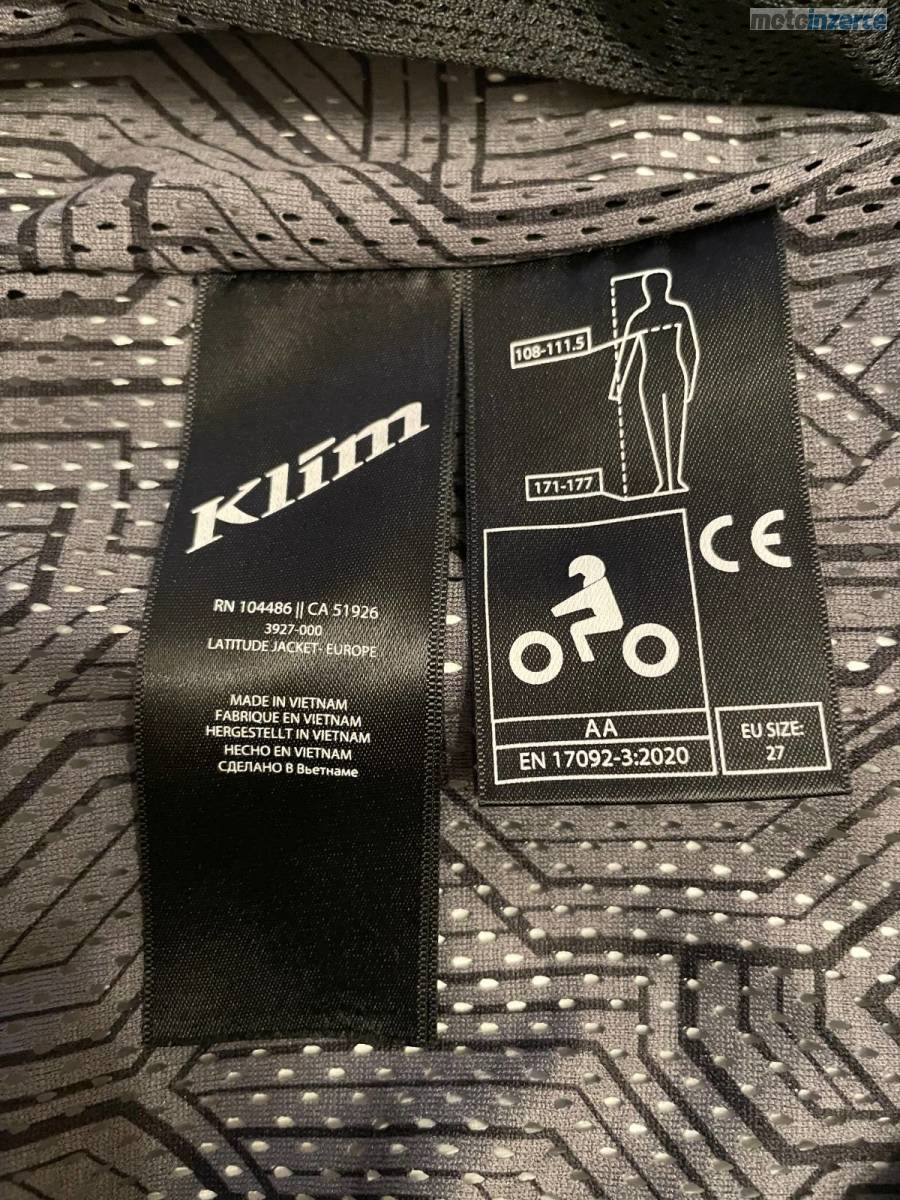 motoinzerce
Klim
RN 104486 || CA 51926
3927-000
LATITUDE JACKET- EUROPE
MADE IN VIETNAM
FABRIQUE EN VIETNAM
HERGESTELLT IN VIETNAM
HECHO EN VIETNAM
СДЕЛАНО В Вьетнаме
108-111.5
171-177
CE
AA
EN 17092-3:2020
EU SIZE:
27